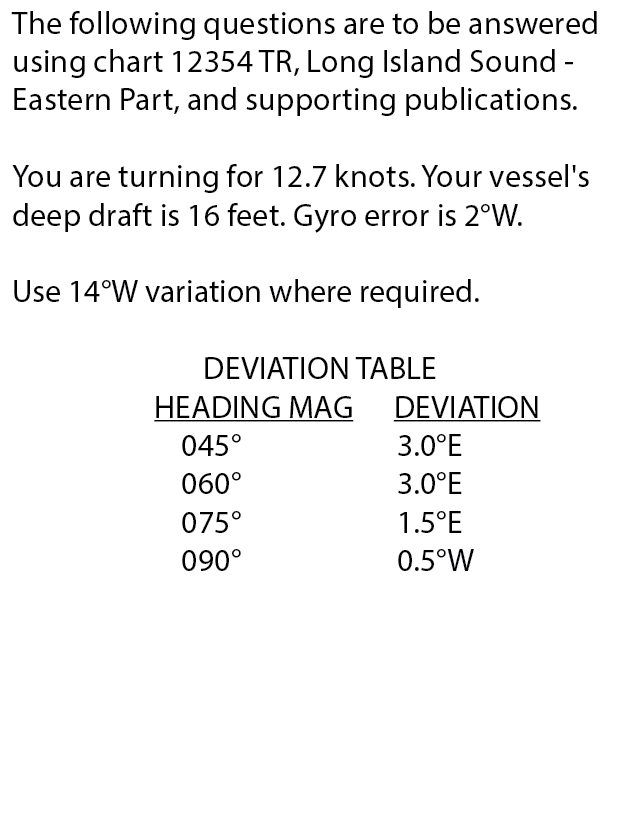 The following questions are to be answered
using chart 12354 TR, Long Island Sound -
Eastern Part, and supporting publications.
You are turning for 12.7 knots. Your vessel's
deep draft is 16 feet. Gyro error is 2°W.
Use 14°W variation where required.
DEVIATION TABLE
HEADING MAG DEVIATION
045° 3.0°E
060° 3.0°E
075° 1.5°E
090° 0.5°W